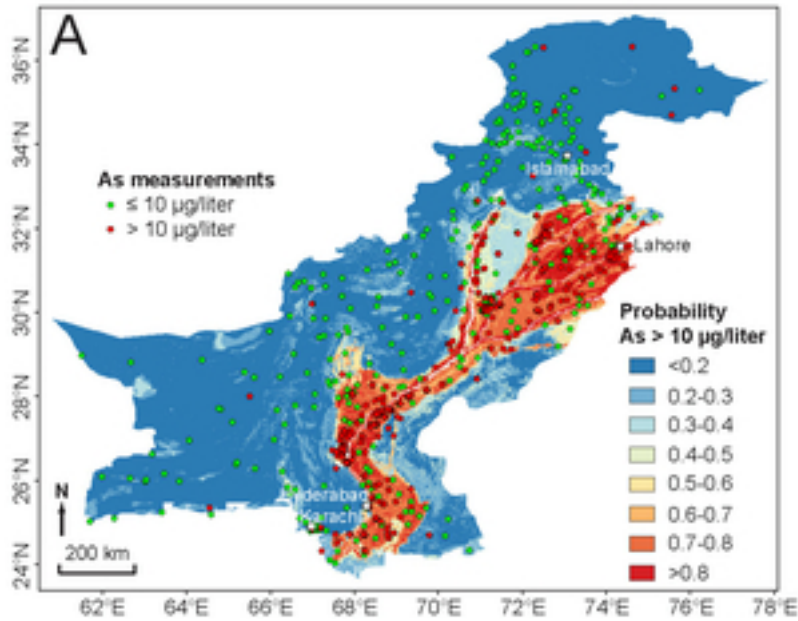 A
36°N
34°N
32°N
30°N
28°N
26°N
24°N
As measurements
≤ 10 µg/liter
> 10 µg/liter
Islamabad
Lahore
Hyderabad
Karachi
Probability
As > 10 µg/liter
<0.2
0.2-0.3
0.3-0.4
0.4-0.5
0.5-0.6
0.6-0.7
0.7-0.8
>0.8
N
200 km
62°E 64°E 66°E 68°E 70°E 72°E 74°E 76°E 78°E